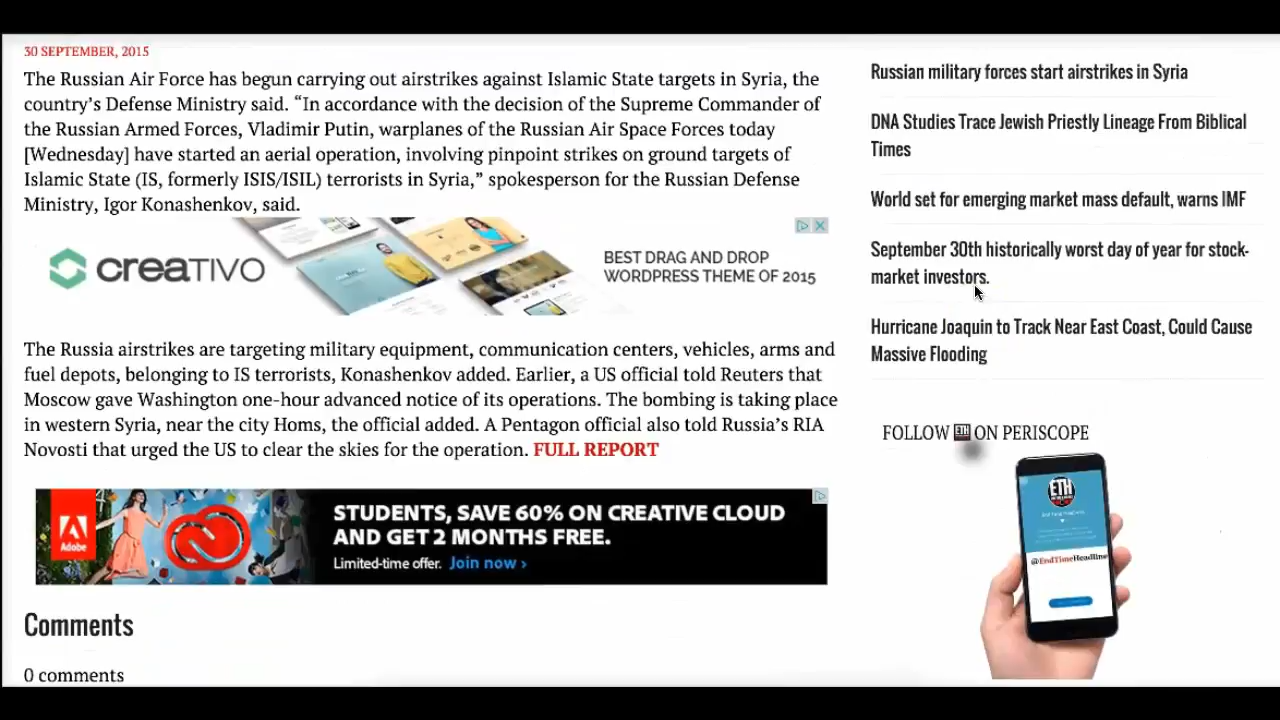 30 SEPTEMBER, 2015
The Russian Air Force has begun carrying out airstrikes against Islamic State targets in Syria, the
country’s Defense Ministry said. “In accordance with the decision of the Supreme Commander of
the Russian Armed Forces, Vladimir Putin, warplanes of the Russian Air Space Forces today
[Wednesday] have started an aerial operation, involving pinpoint strikes on ground targets of
Islamic State (IS, formerly ISIS/ISIL) terrorists in Syria,” spokesperson for the Russian Defense
Ministry, Igor Konashenkov, said.
creaTIVO
BEST DRAG AND DROP
WORDPRESS THEME OF 2015
The Russia airstrikes are targeting military equipment, communication centers, vehicles, arms and
fuel depots, belonging to IS terrorists, Konashenkov added. Earlier, a US official told Reuters that
Moscow gave Washington one-hour advanced notice of its operations. The bombing is taking place
in western Syria, near the city Homs, the official added. A Pentagon official also told Russia’s RIA
Novosti that urged the US to clear the skies for the operation. FULL REPORT
Adobe
STUDENTS, SAVE 60% ON CREATIVE CLOUD
AND GET 2 MONTHS FREE.
Limited-time offer. Join now ›
Comments
0 comments
Russian military forces start airstrikes in Syria
DNA Studies Trace Jewish Priestly Lineage From Biblical
Times
World set for emerging market mass default, warns IMF
September 30th historically worst day of year for stock-
market investors.
Hurricane Joaquin to Track Near East Coast, Could Cause
Massive Flooding
FOLLOW ETH ON PERISCOPE
ETH
@EndTimeHeadline